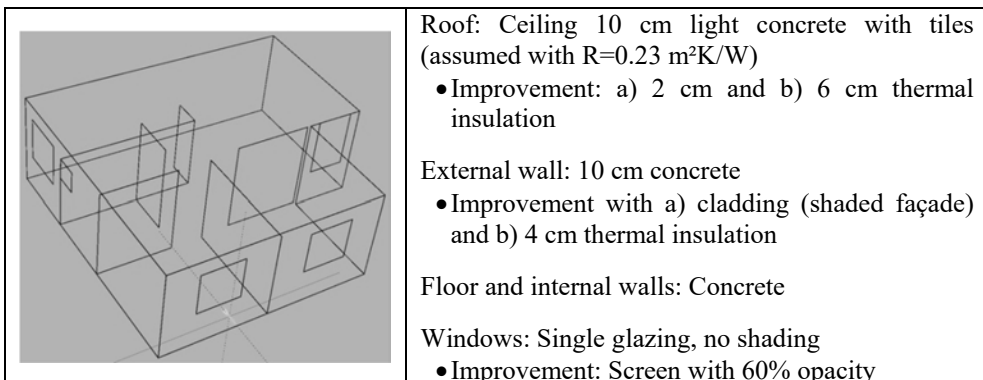 Roof: Ceiling 10 cm light concrete with tiles
(assumed with R=0.23 m²K/W)
•Improvement: a) 2 cm and b) 6 cm thermal
insulation
External wall: 10 cm concrete
•Improvement with a) cladding (shaded façade)
and b) 4 cm thermal insulation
Floor and internal walls: Concrete
Windows: Single glazing, no shading
•Improvement: Screen with 60% opacity